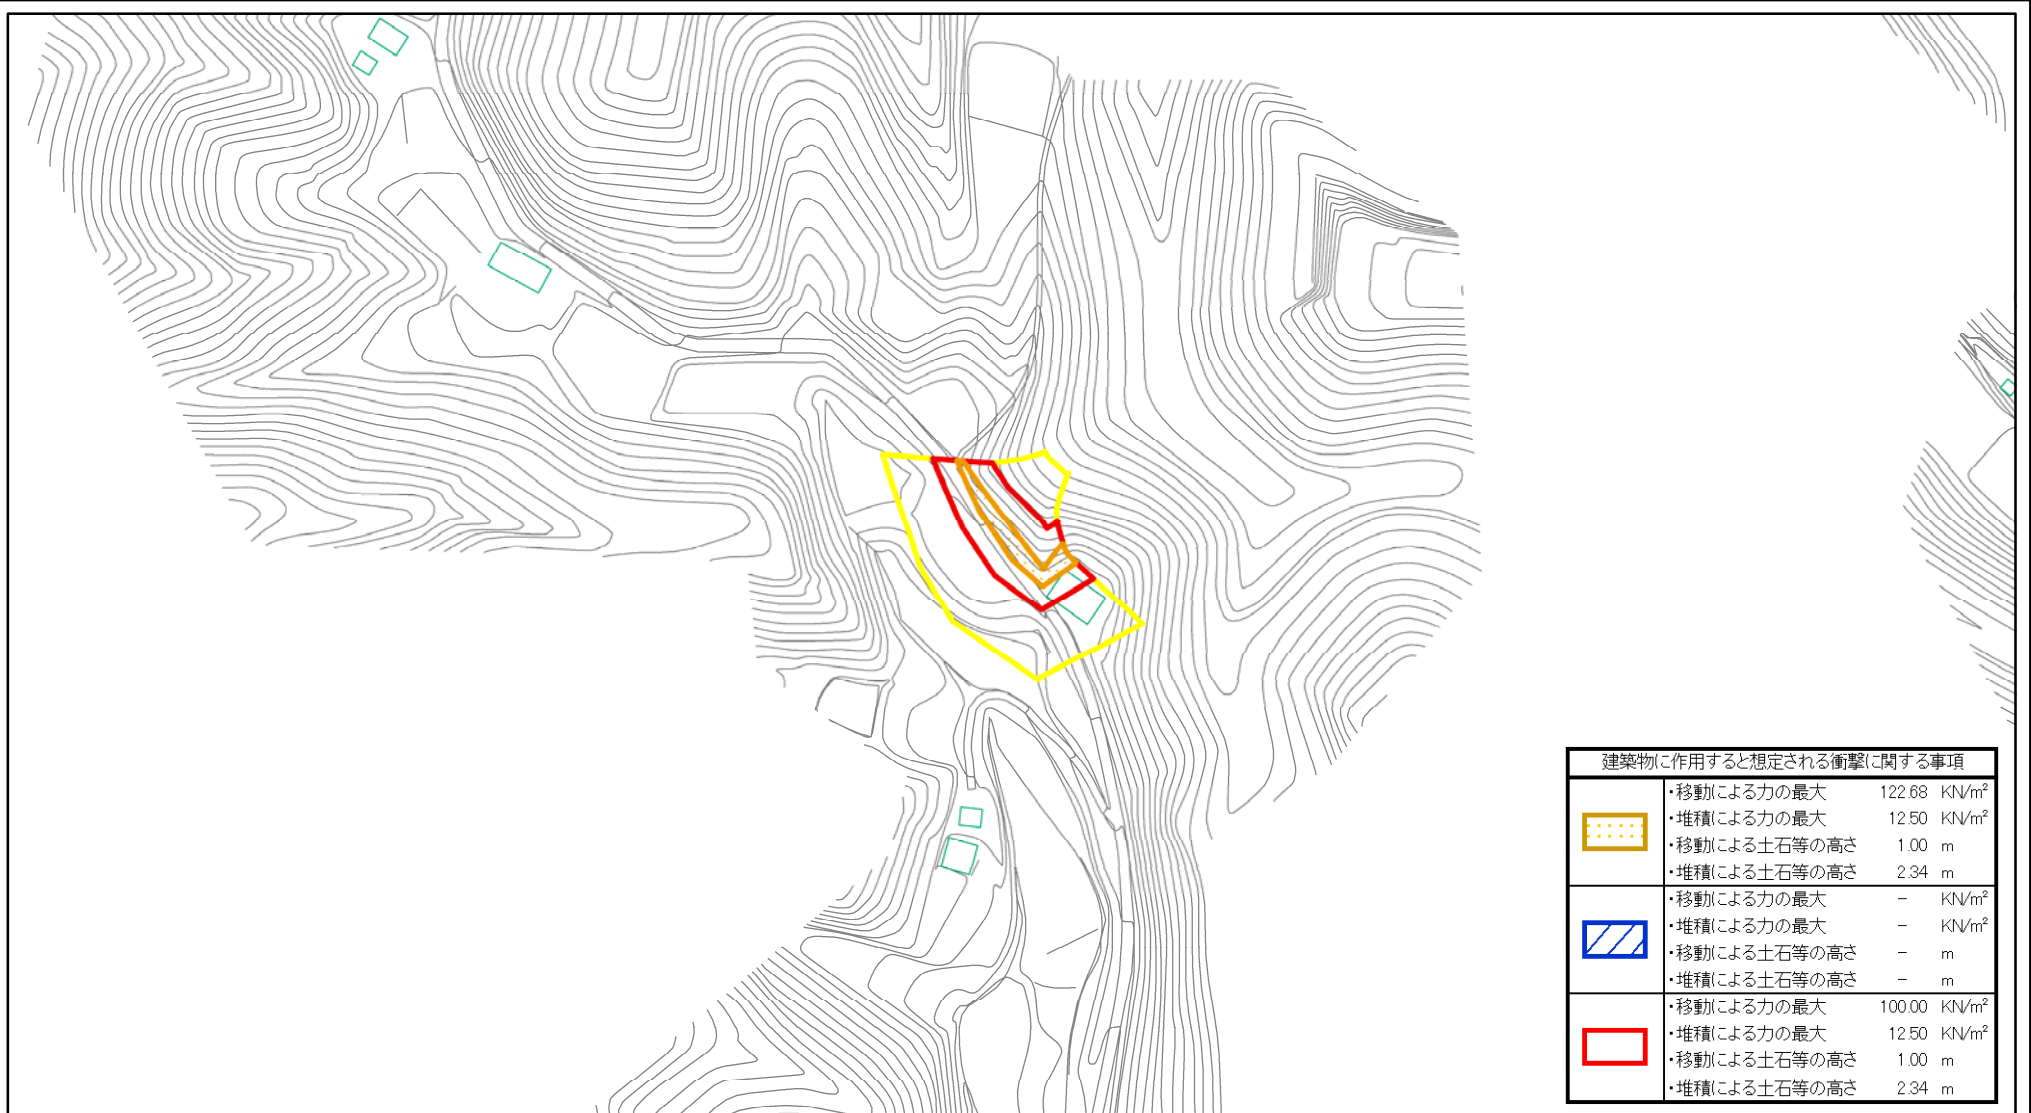 建築物に作用すると想定される衝撃に関する事項
・移動による力の最大 122.68 KN/m²
・堆積による力の最大 12.50 KN/m²
・移動による土石等の高さ 1.00 m
・堆積による土石等の高さ 2.34 m
・移動による力の最大 － KN/m²
・堆積による力の最大 － KN/m²
・移動による土石等の高さ － m
・堆積による土石等の高さ － m
・移動による力の最大 100.00 KN/m²
・堆積による力の最大 12.50 KN/m²
・移動による土石等の高さ 1.00 m
・堆積による土石等の高さ 2.34 m